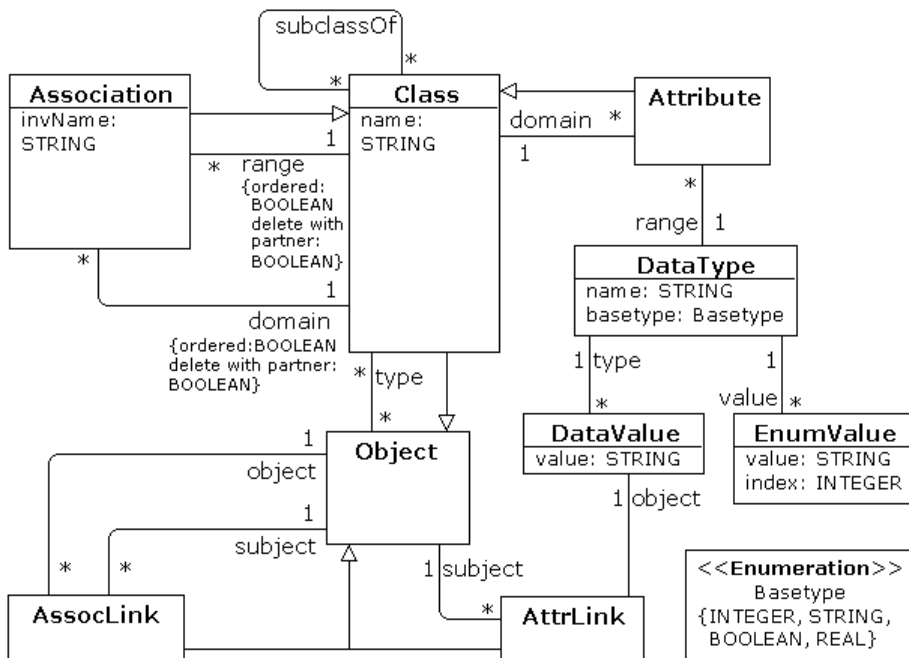 subclassOf
*
*
Association
invName:
STRING
Class
name:
STRING
Attribute
domain
*
1
1
*
range
{ordered:
BOOLEAN
delete with
partner:
BOOLEAN}
*
range
1
*
1
domain
{ordered:BOOLEAN
delete with partner:
BOOLEAN}
DataType
name: STRING
basetype: Basetype
*
type
*
1
type
*
1
value
*
Object
DataValue
value: STRING
EnumValue
value: STRING
index: INTEGER
1
object
1
subject
*
*
1
subject
*
1
object
AssocLink
AttrLink
<<Enumeration>>
Basetype
{INTEGER, STRING,
BOOLEAN, REAL}